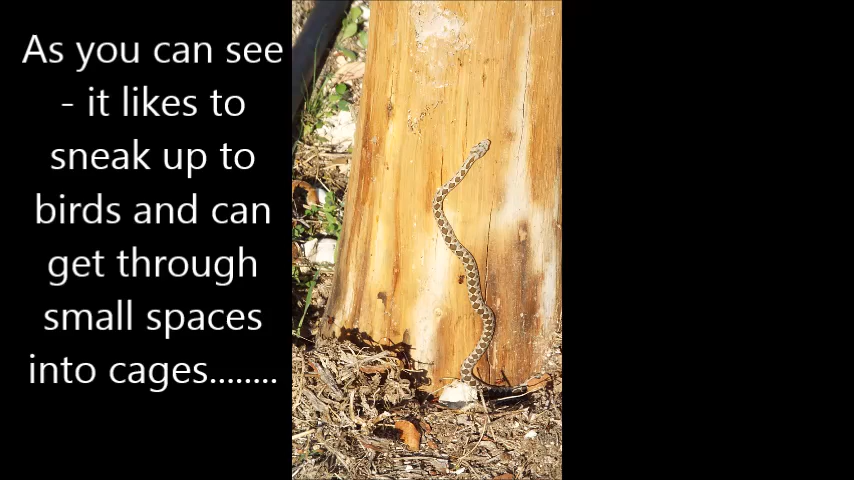 As you can see
- it likes to
sneak up to
birds and can
get through
small spaces
into cages........